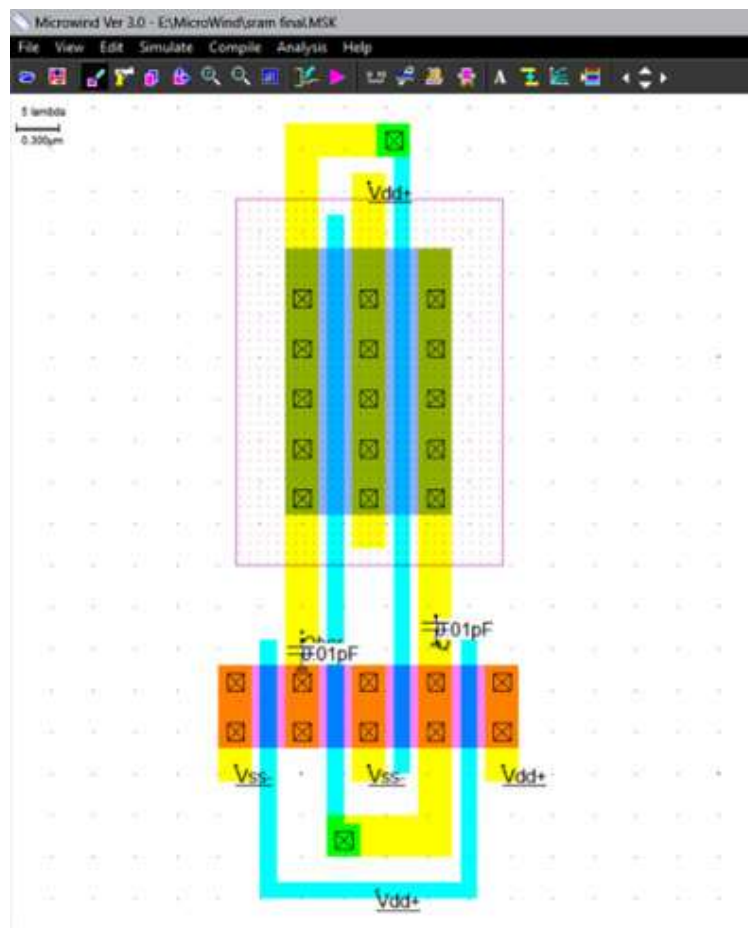 Microwind Ver 3.0 - E:\MicroWind\sram final.MSK
File View Edit Simulate Compile Analysis Help
A
5 lambda
0.300µm
Vdd+
0.01pF
0.01pF
Vss-
Vss-
Vdd+
Vdd+